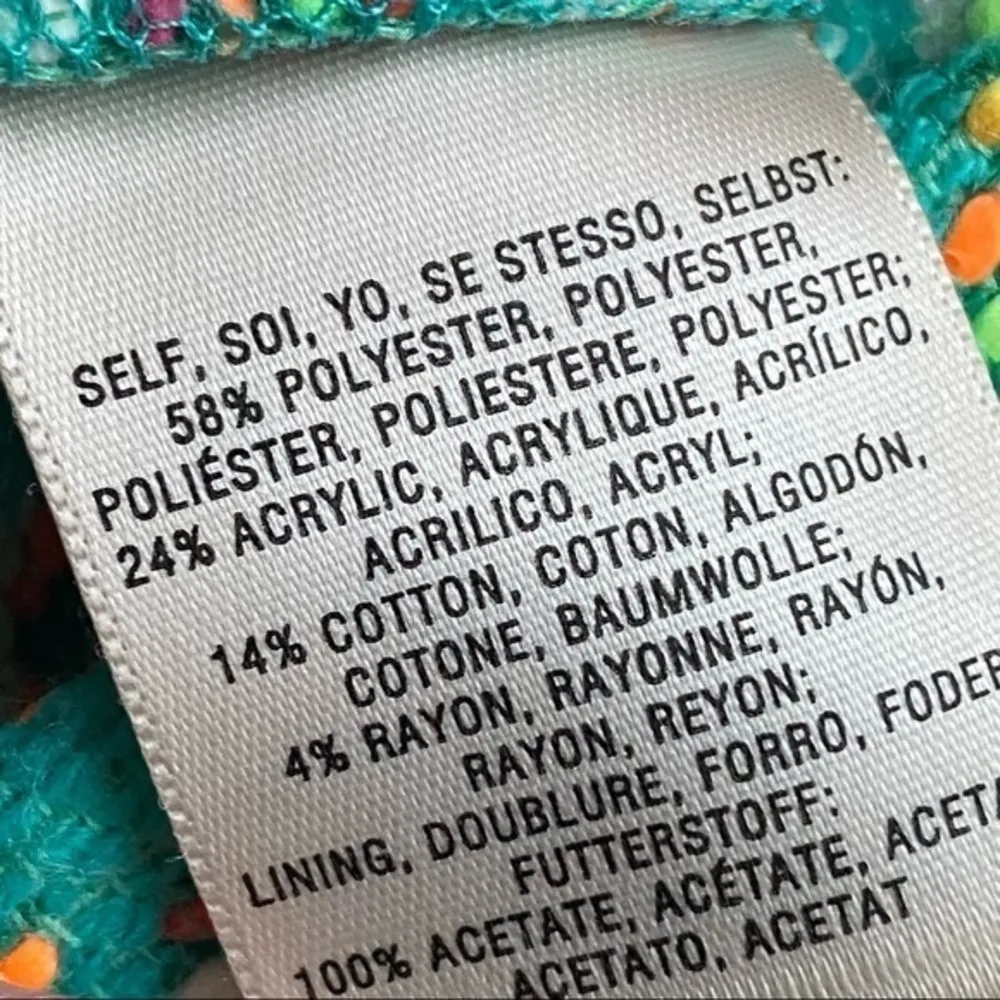 SELF, SOI, YO, SE STESSO, SELBST:
58% POLYESTER, POLYESTER,
POLIÉSTER, POLIESTERE, POLYESTER;
24% ACRYLIC, ACRYLIQUE, ACRÍLICO,
ACRILICO, ACRYL;
14% COTTON, COTON, ALGODÓN,
COTONE, BAUMWOLLE;
4% RAYON, RAYONNE, RAYÓN,
RAYON, REYON;
LINING, DOUBLURE, FORRO, FODER
FUTTERSTOFF:
100% ACETATE, ACÉTATE, ACETA
ACETATO, ACETAT